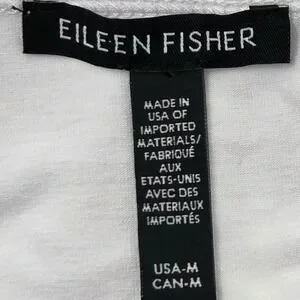 EILEEN FISHER
MADE IN
USA OF
IMPORTED
MATERIALS/
FABRIQUÉ
AUX
ETATS-UNIS
AVEC DES
MATERIAUX
IMPORTÉS
USA-M
CAN-M